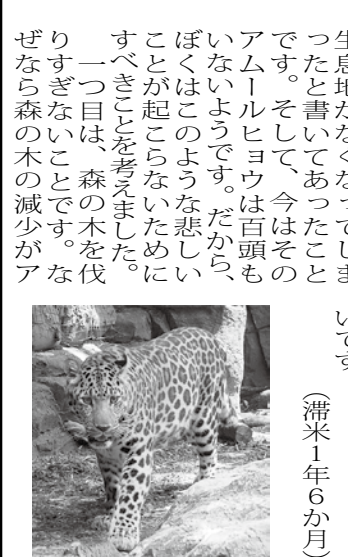 生息地がなくなってしま
ったと書いてあったこと
です。そして、今はその
アムールヒョウは百頭も
いないようです。だから、
ぼくはこのような悲しい
ことが起こらないために
すべきことを考えました。
一つ目は、森の木を伐
りすぎないことです。な
ぜなら森の木の減少がア
いです
(滞米1年6か月)